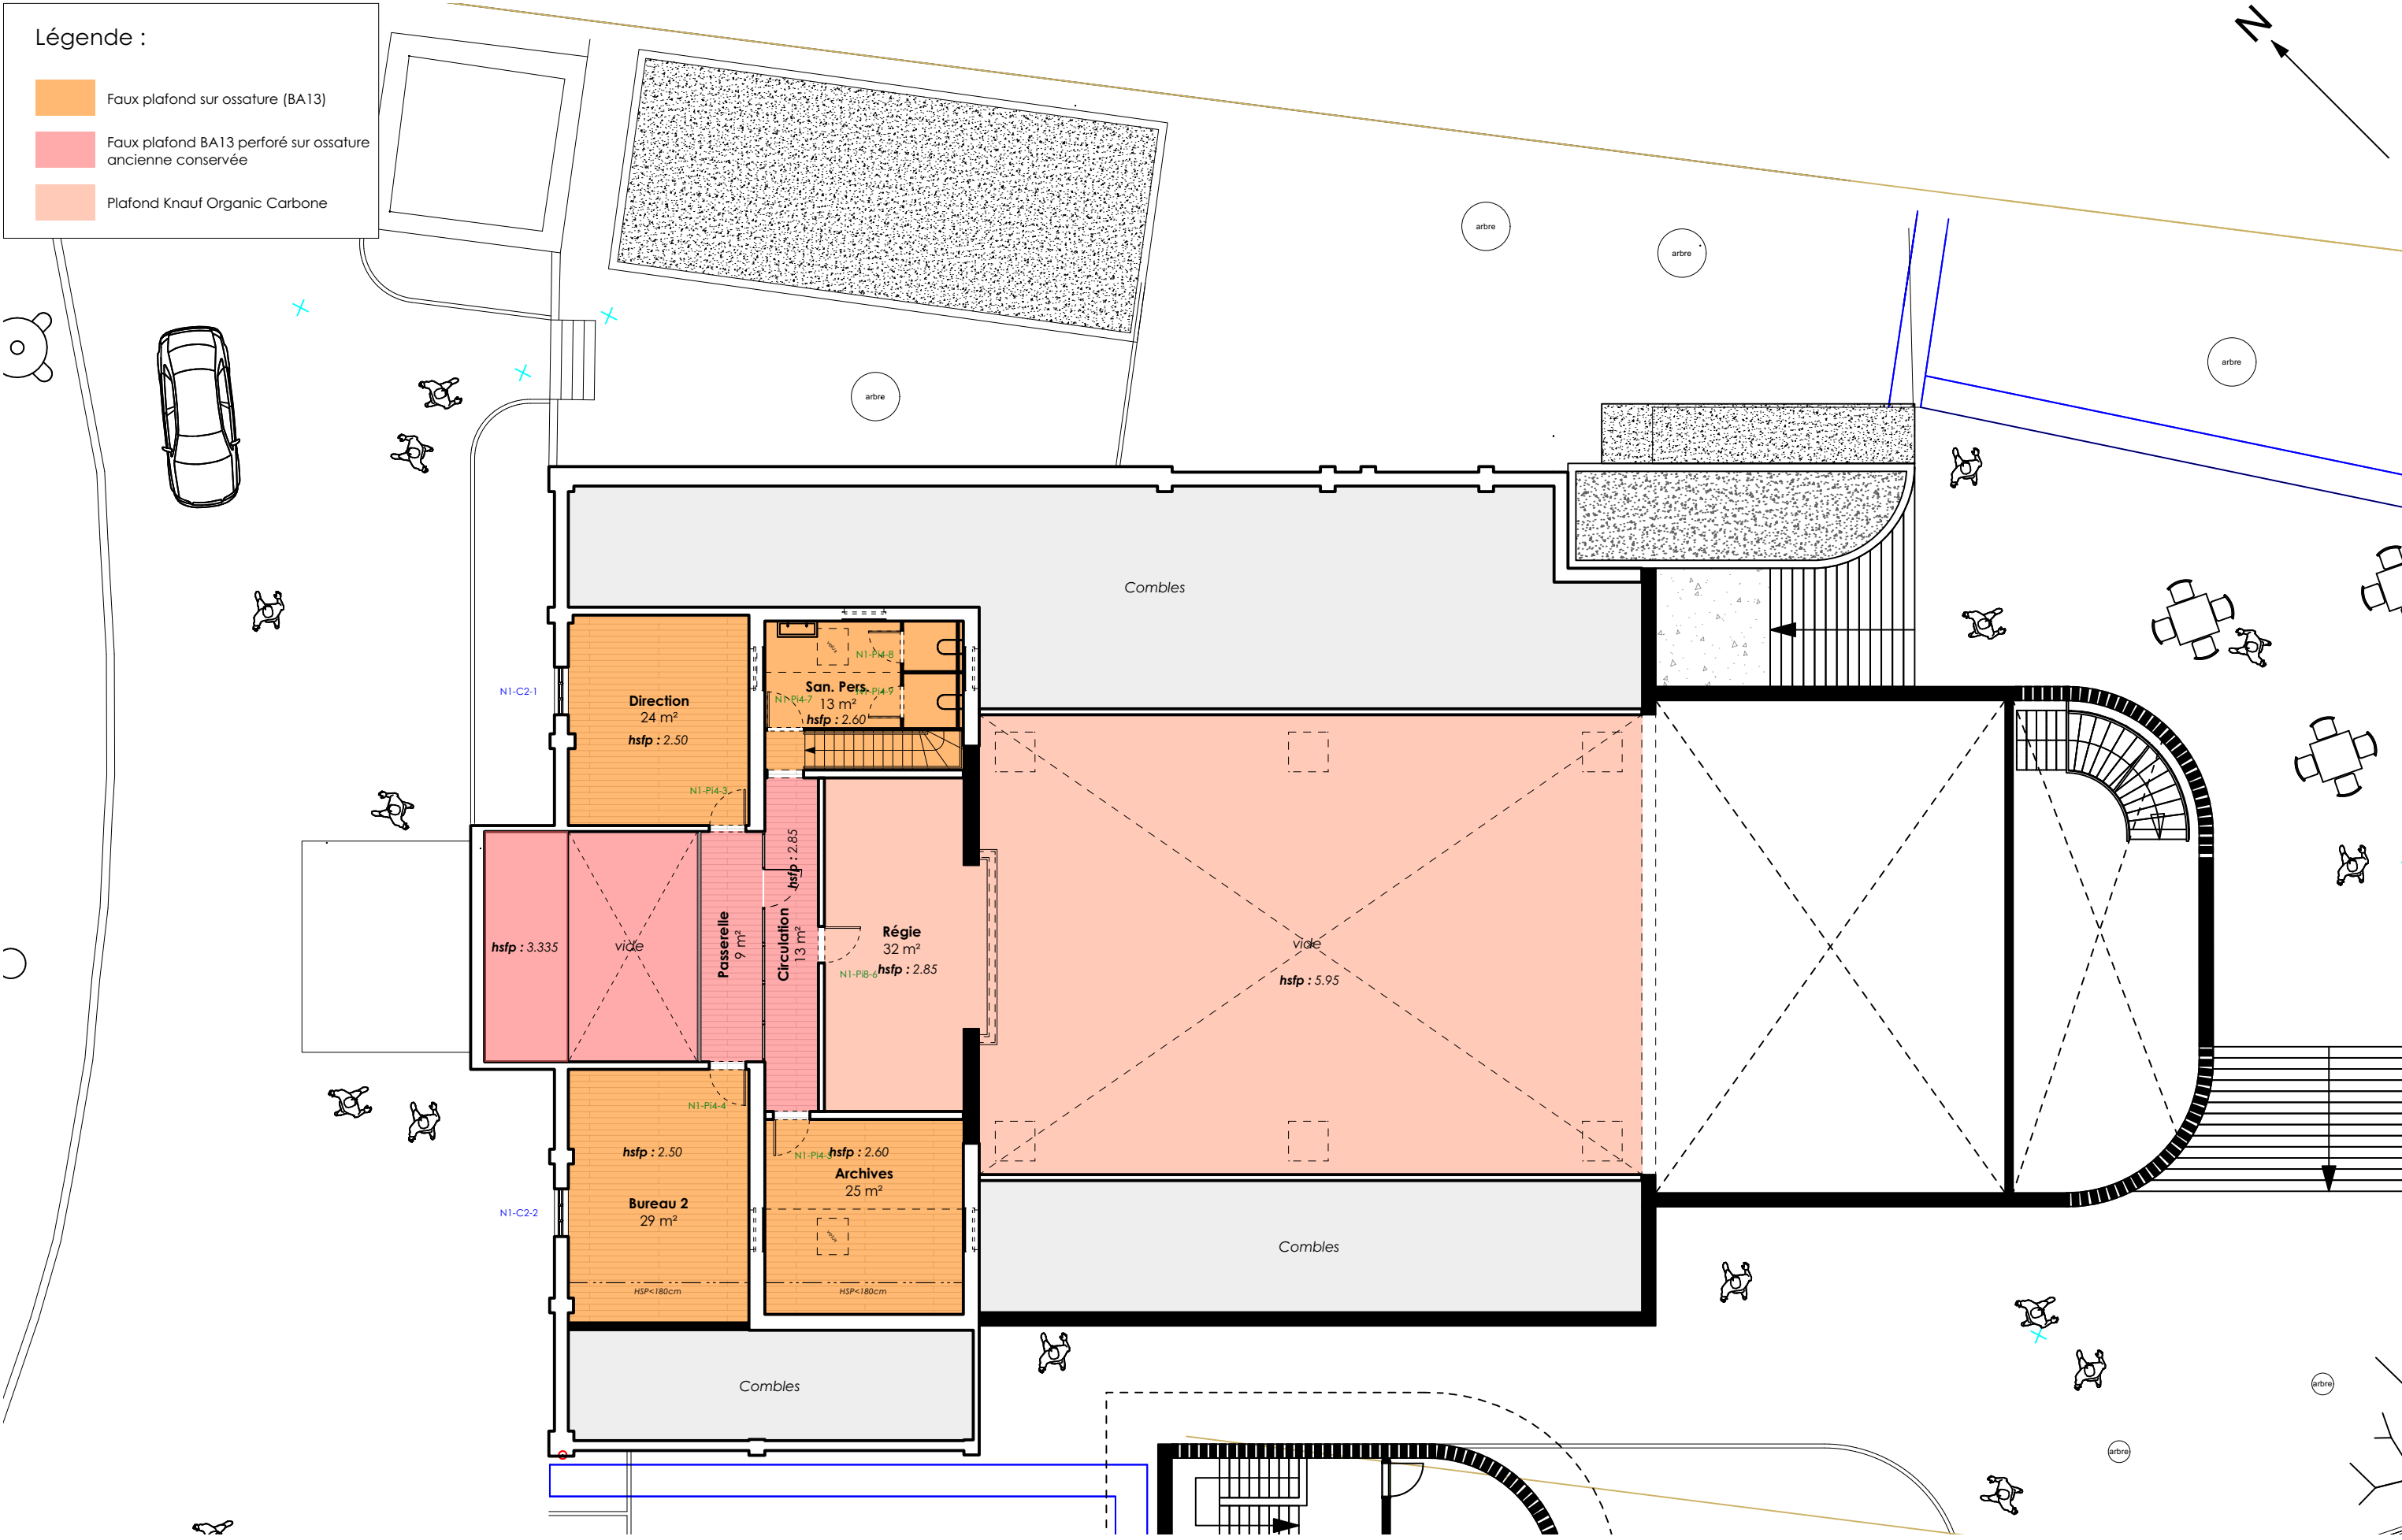 Légende :
Faux plafond sur ossature (BA13)
Faux plafond BA13 perforé sur ossature
ancienne conservée
Plafond Knauf Organic Carbone
N
arbre
arbre
arbre
arbre
Combles
N1-C2-1
Direction
24 m²
hsfp : 2.50
N1-Pi4-3
velux
N1-Pi4-8
San. Pers.
N1-Pi4-9
N1-Pi4-7
13 m²
hsfp : 2.60
hsfp : 3.335
vide
Passerelle
9 m²
Circulation
13 m²
hsfp : 2.85
Régie
32 m²
hsfp : 2.85
N1-Pi8-6
vide
hsfp : 5.95
N1-Pi4-4
hsfp : 2.50
N1-C2-2
Bureau 2
29 m²
HSP<180cm
hsfp : 2.60
Archives
25 m²
velux
HSP<180cm
Combles
Combles
arbre
arbre